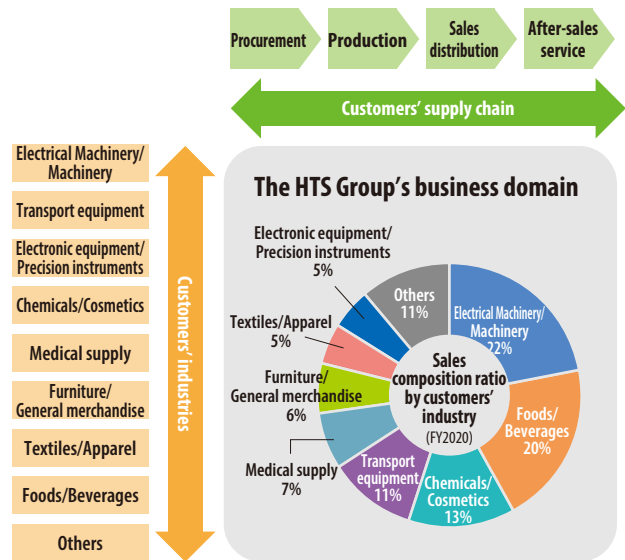 Procurement
Production
Sales
distribution
After-sales
service
Customers' supply chain
Electrical Machinery/
Machinery
Transport equipment
Electronic equipment/
Precision instruments
Chemicals/Cosmetics
Medical supply
Furniture/
General merchandise
Textiles/Apparel
Foods/Beverages
Others
Customers' industries
The HTS Group's business domain
Electronic equipment/
Precision instruments
5%
Others
11%
Electrical Machinery/
Machinery
22%
Textiles/Apparel
5%
Furniture/
General merchandise
6%
Medical supply
7%
Transport
equipment
11%
Chemicals/
Cosmetics
13%
Foods/
Beverages
20%
Sales
composition ratio
by customers'
industry
(FY2020)